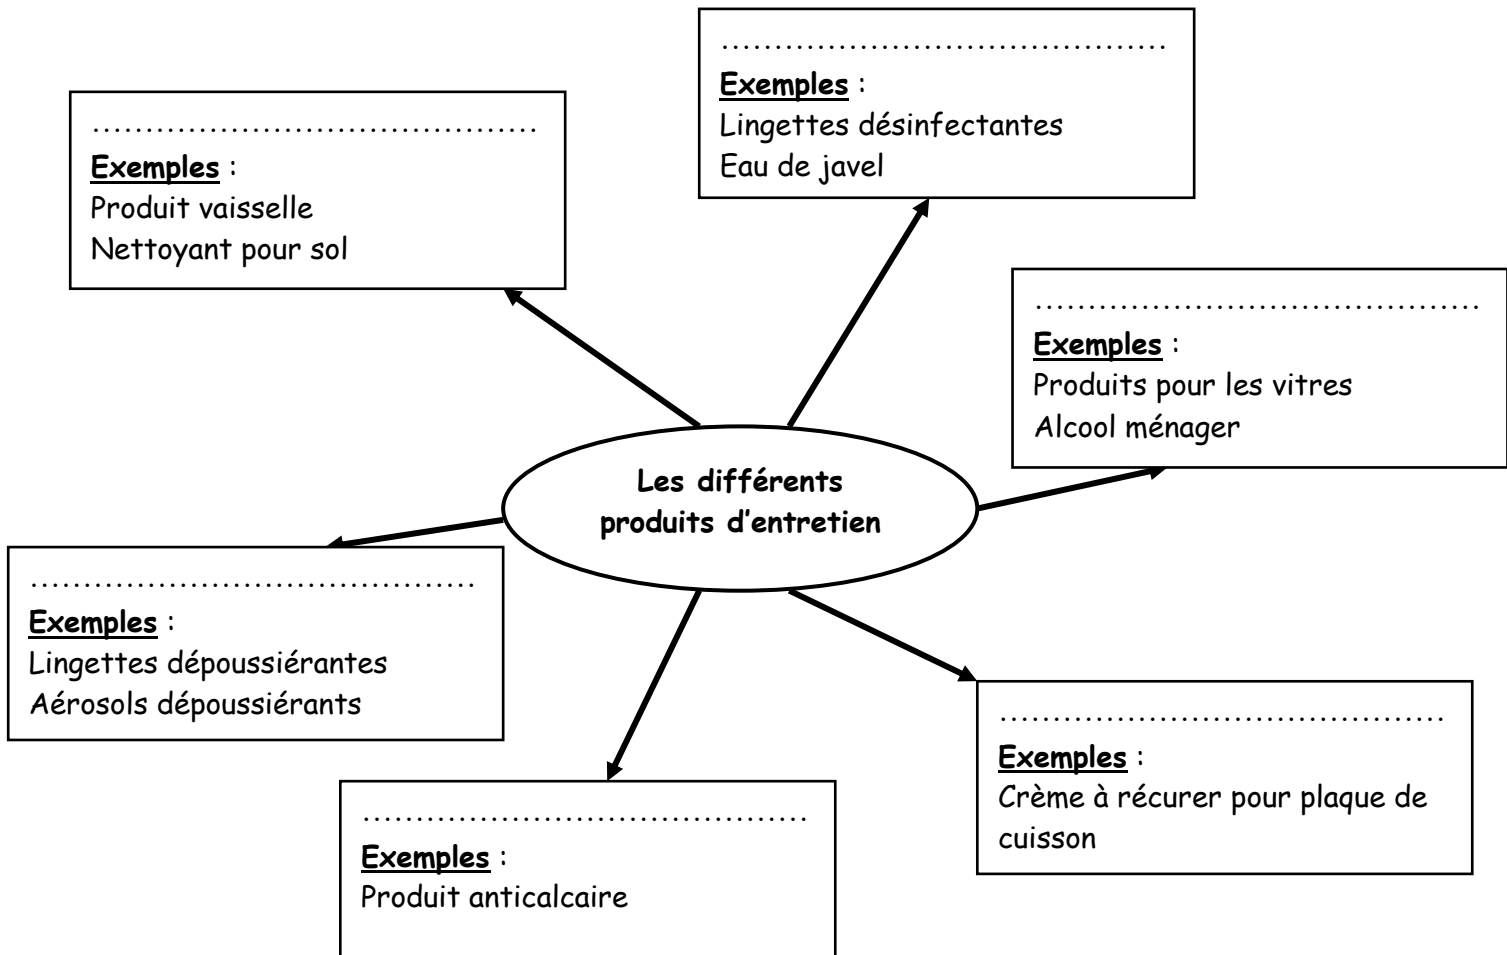 ………………………………………
Exemples :
Produit vaisselle
Nettoyant pour sol
………………………………………
Exemples :
Lingettes désinfectantes
Eau de javel
………………………………………
Exemples :
Produits pour les vitres
Alcool ménager
Les différents
produits d’entretien
………………………………………
Exemples :
Lingettes dépoussiérantes
Aérosols dépoussiérants
………………………………………
Exemples :
Produit anticalcaire
………………………………………
Exemples :
Crème à récurer pour plaque de
cuisson